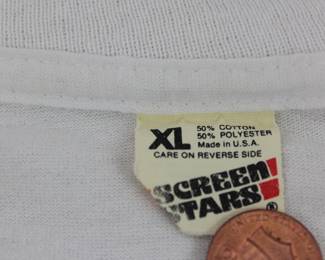 XL
50% COTTON
50% POLYESTER
Made in U.S.A.
CARE ON REVERSE SIDE
SCREEN
STARS®